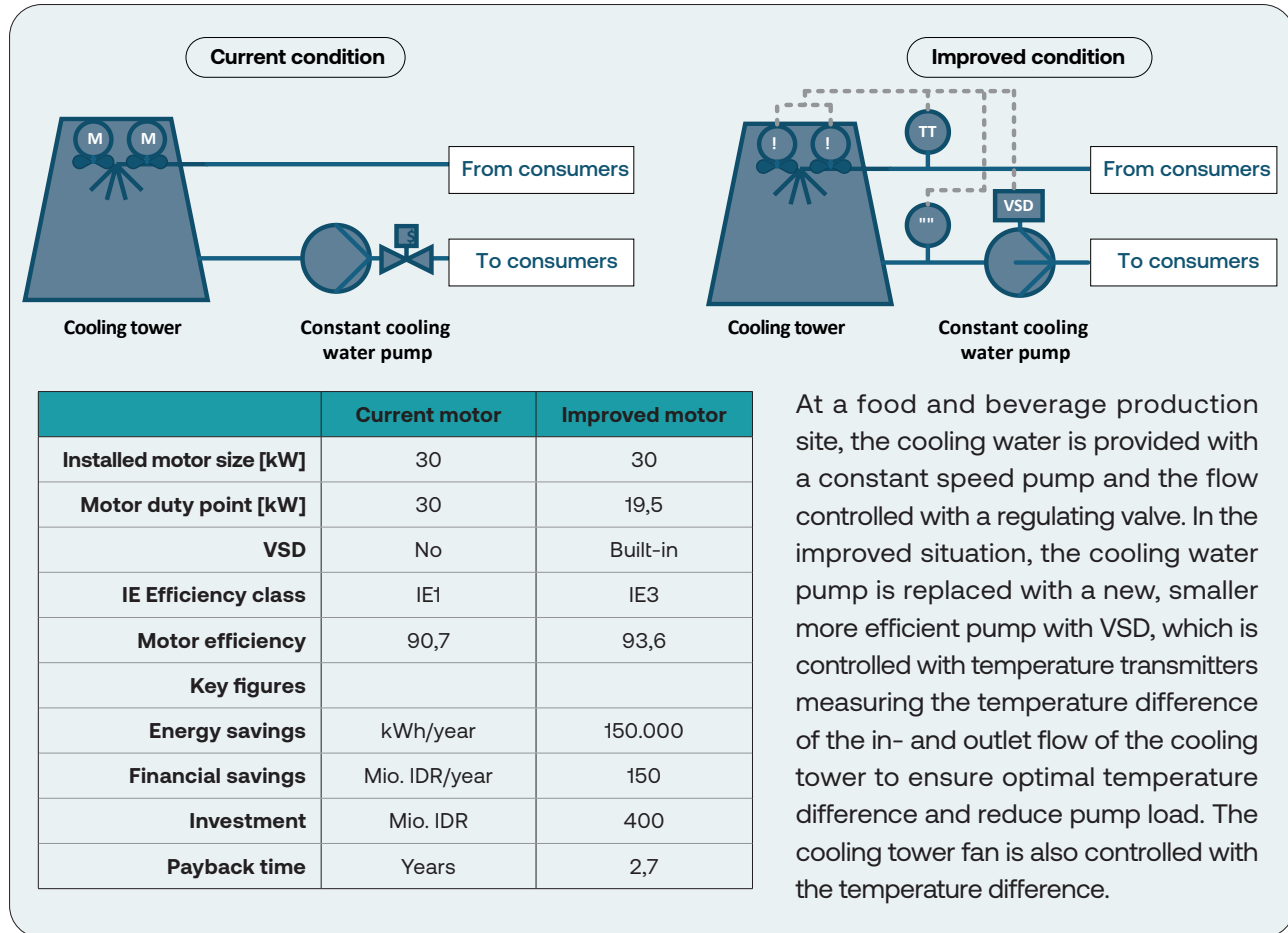 Current condition
Improved condition
M M
From consumers
S
To consumers
Cooling tower
Constant cooling
water pump
! !
TT
From consumers
""
VSD
To consumers
Cooling tower
Constant cooling
water pump
Current motor Improved motor
Installed motor size [kW] 30 30
Motor duty point [kW] 30 19,5
VSD No Built-in
IE Efficiency class IE1 IE3
Motor efficiency 90,7 93,6
Key figures
Energy savings kWh/year 150.000
Financial savings Mio. IDR/year 150
Investment Mio. IDR 400
Payback time Years 2,7
At a food and beverage production
site, the cooling water is provided with
a constant speed pump and the flow
controlled with a regulating valve. In the
improved situation, the cooling water
pump is replaced with a new, smaller
more efficient pump with VSD, which is
controlled with temperature transmitters
measuring the temperature difference
of the in- and outlet flow of the cooling
tower to ensure optimal temperature
difference and reduce pump load. The
cooling tower fan is also controlled with
the temperature difference.